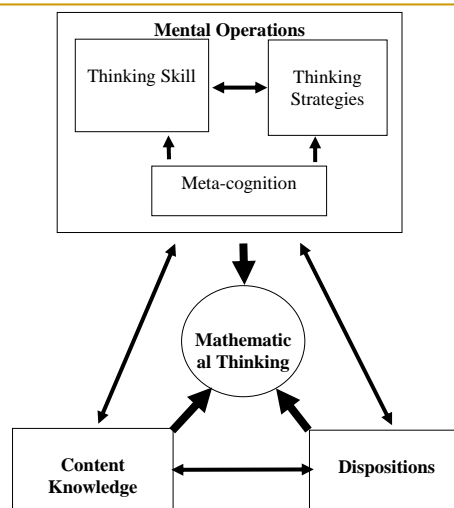 Mental Operations
Thinking Skill
Thinking
Strategies
Meta-cognition
Mathematic
al Thinking
Content
Knowledge
Dispositions